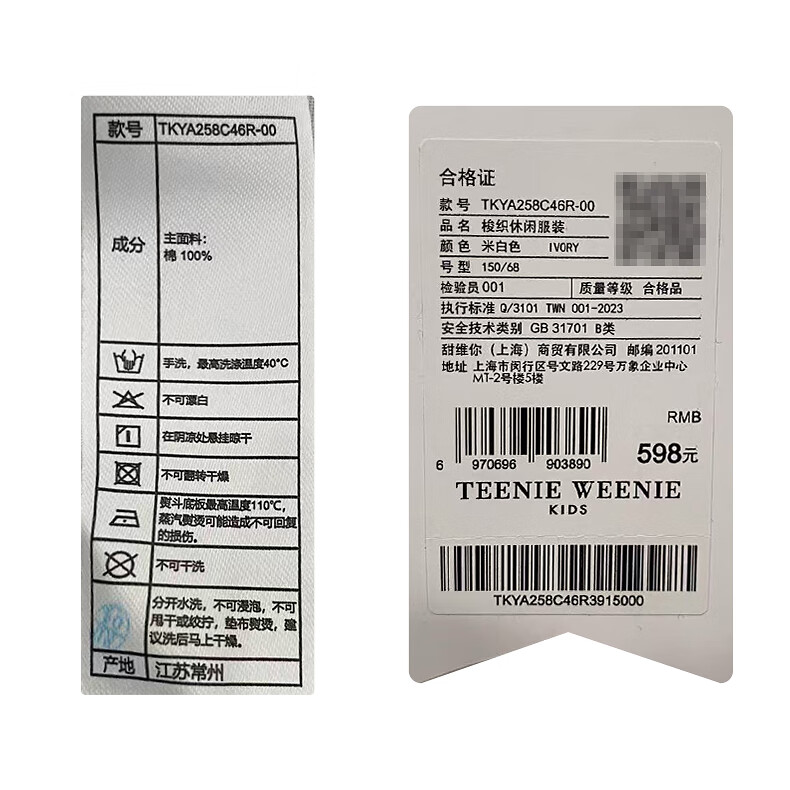 款号 TKYA258C46R-00
成分 主面料:
棉 100%
手洗，最高洗涤温度40°C
不可漂白
在阴凉处悬挂晾干
不可翻转干燥
熨斗底板最高温度110℃，
蒸汽熨烫可能造成不可回复
的损伤。
不可干洗
分开水洗，不可浸泡，不可
甩干或绞拧，垫布熨烫，建
议洗后马上干燥。
产地 江苏常州
合格证
款号 TKYA258C46R-00
品名 梭织休闲服装
颜色 米白色 IVORY
号型 150/68
检验员 001 质量等级 合格品
执行标准 Q/3101 TWN 001-2023
安全技术类别 GB 31701 B类
甜维你（上海）商贸有限公司 邮编 201101
地址 上海市闵行区号文路229号万象企业中心
MT-2号楼5楼
RMB
598元
6 970696 903890
TEENIE WEENIE
KIDS
TKYA258C46R3915000